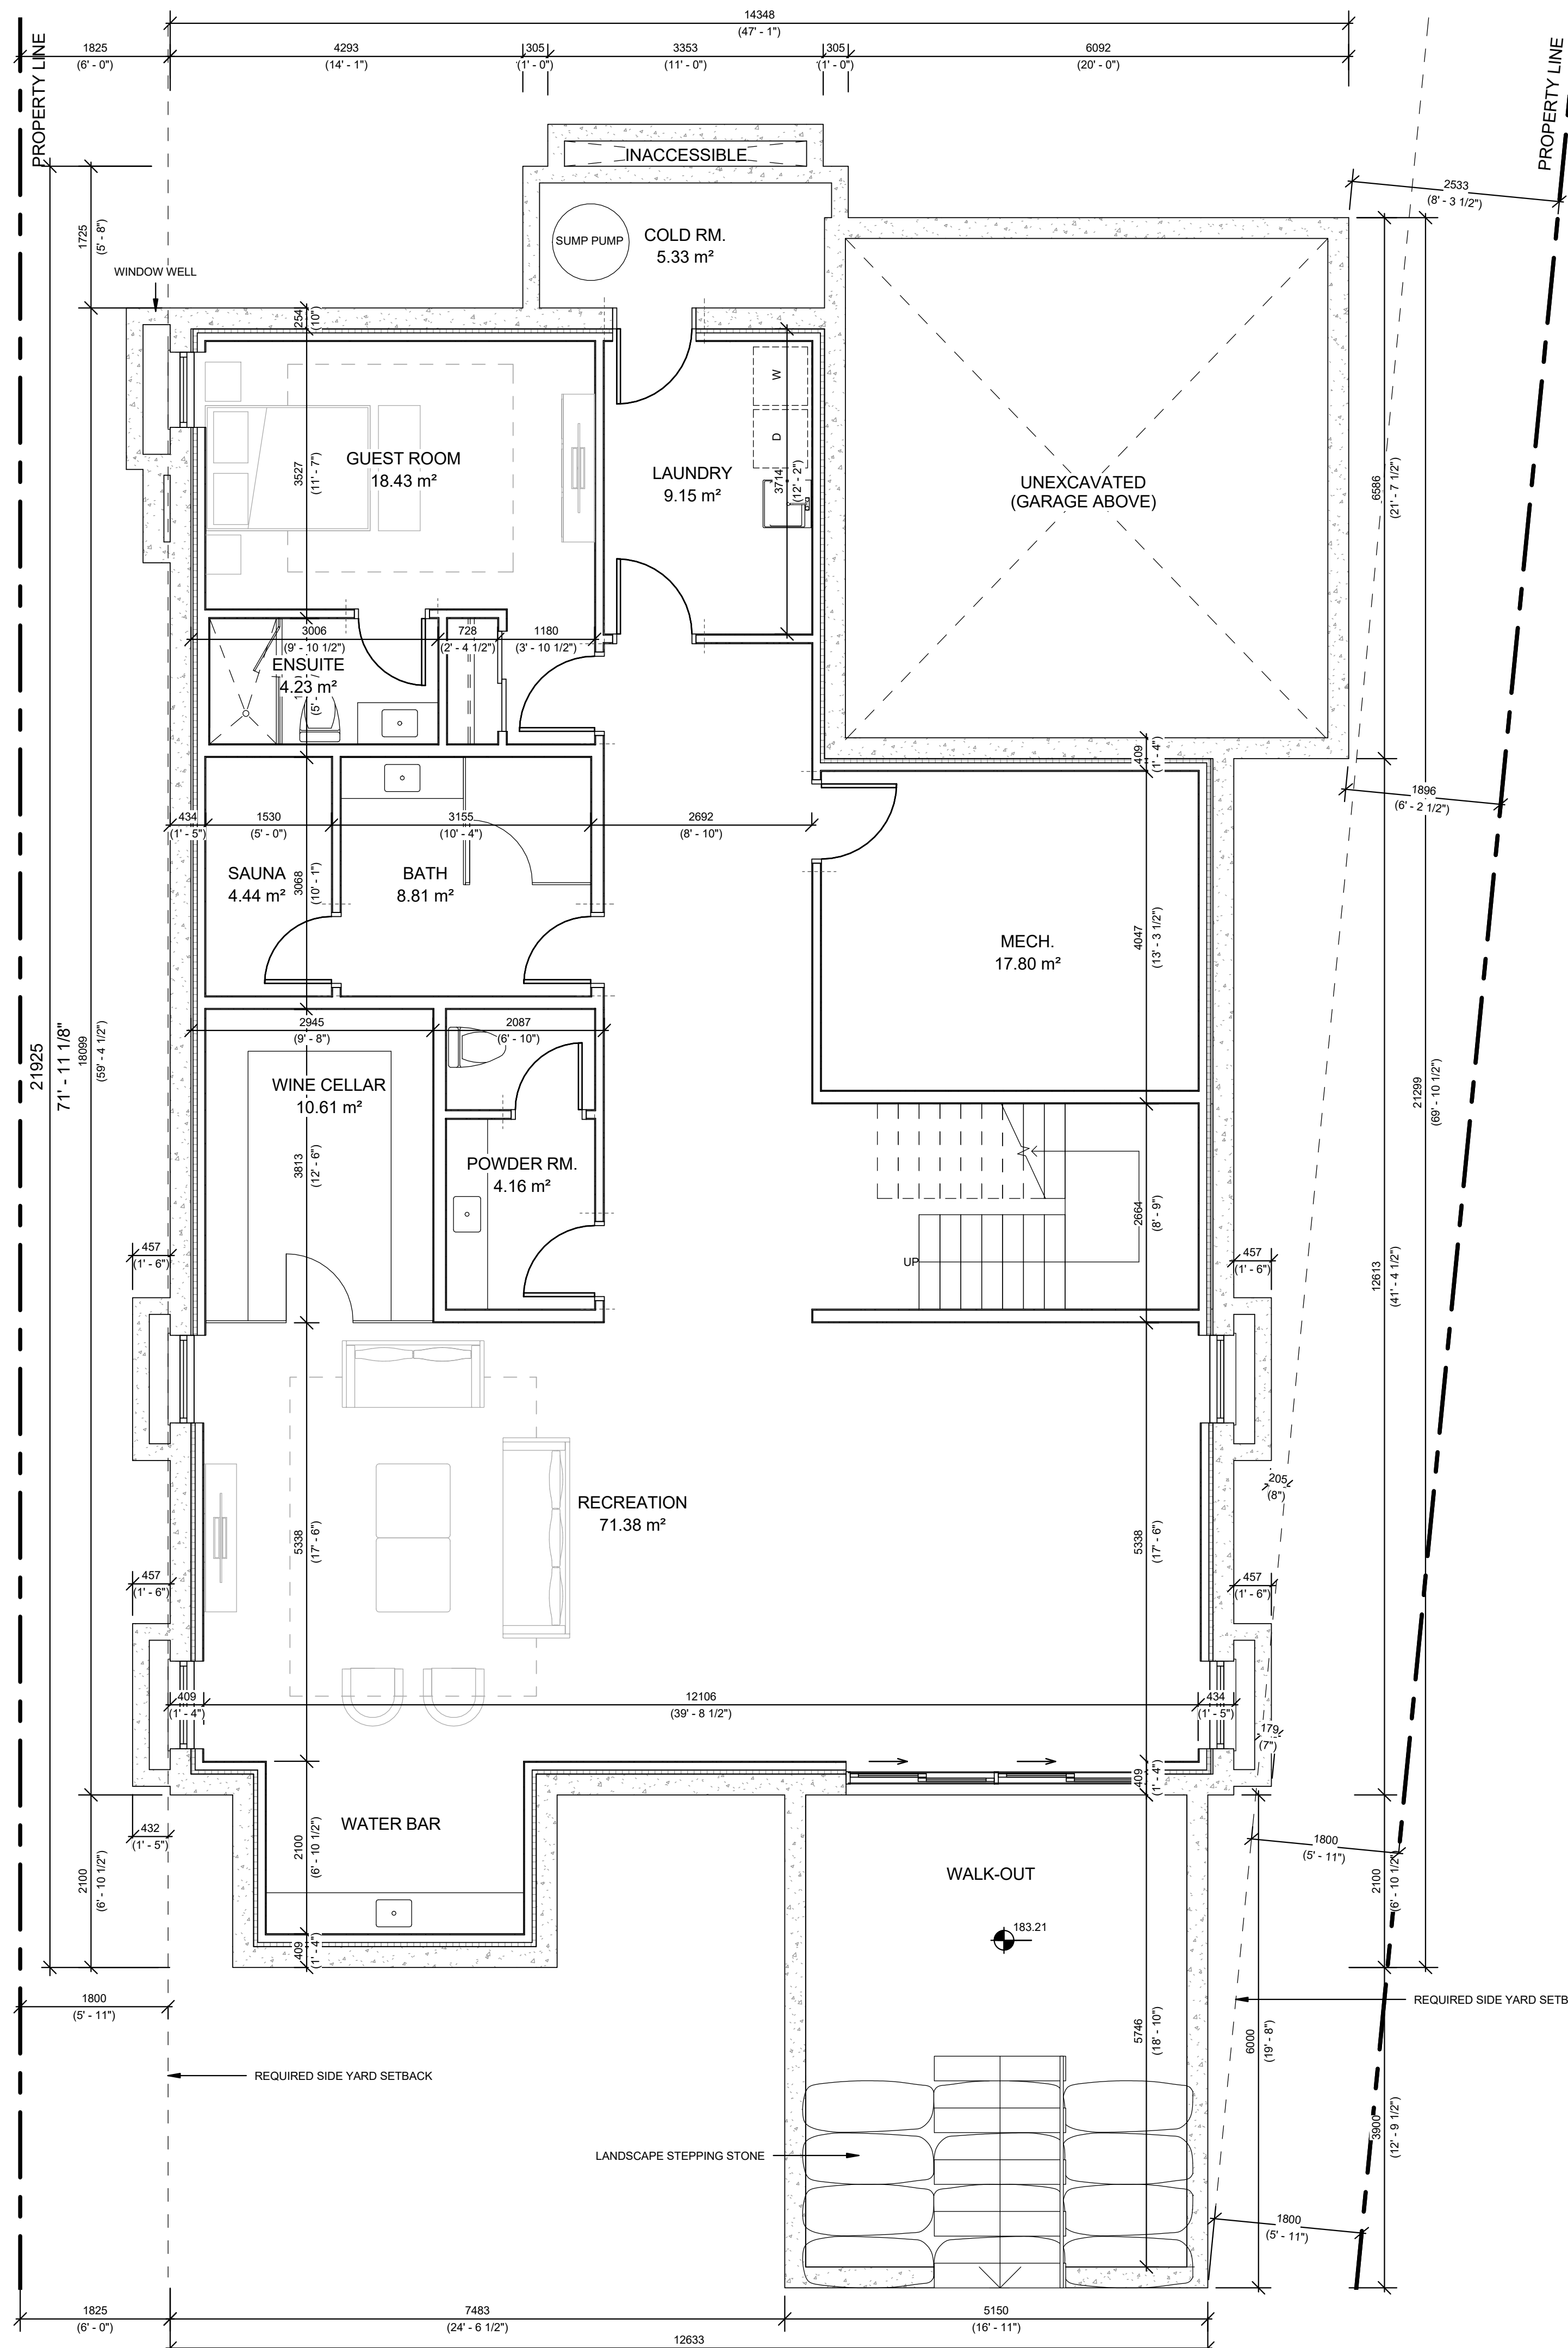 14348
(47' - 1")
1825
(6' - 0")
4293
(14' - 1")
305
(1' - 0")
3353
(11' - 0")
305
(1' - 0")
6092
(20' - 0")
PROPERTY LINE
PROPERTY LINE
INACCESSIBLE
2533
(8' - 3 1/2")
1725
(5' - 8")
SUMP PUMP
COLD RM.
5.33 m²
WINDOW WELL
254
(10")
W
D
GUEST ROOM
18.43 m²
3527
(11' - 7")
LAUNDRY
9.15 m²
3714
(12' - 2")
UNEXCAVATED
(GARAGE ABOVE)
6586
(21' - 7 1/2")
3006
(9' - 10 1/2")
728
(2' - 4 1/2")
1180
(3' - 10 1/2")
ENSUITE
4.23 m²
409
(1' - 4")
1896
(6' - 2 1/2")
434
(1' - 5")
1530
(5' - 0")
3155
(10' - 4")
2692
(8' - 10")
SAUNA
4.44 m²
3068
(10' - 1")
BATH
8.81 m²
MECH.
17.80 m²
4047
(13' - 3 1/2")
21925
71' - 11 1/8"
18099
(59' - 4 1/2")
2945
(9' - 8")
2087
(6' - 10")
WINE CELLAR
10.61 m²
3813
(12' - 6")
POWDER RM.
4.16 m²
2664
(8' - 9")
UP
21299
(69' - 10 1/2")
12613
(41' - 4 1/2")
457
(1' - 6")
457
(1' - 6")
205
(8")
RECREATION
71.38 m²
5338
(17' - 6")
5338
(17' - 6")
457
(1' - 6")
457
(1' - 6")
409
(1' - 4")
12106
(39' - 8 1/2")
434
(1' - 5")
179
(7")
409
(1' - 4")
WATER BAR
432
(1' - 5")
2100
(6' - 10 1/2")
2100
(6' - 10 1/2")
WALK-OUT
183.21
1800
(5' - 11")
2100
(6' - 10 1/2")
409
(1' - 4")
1800
(5' - 11")
REQUIRED SIDE YARD SETB
REQUIRED SIDE YARD SETBACK
5746
(18' - 10")
6000
(19' - 8")
3900
(12' - 9 1/2")
LANDSCAPE STEPPING STONE
1800
(5' - 11")
1825
(6' - 0")
7483
(24' - 6 1/2")
5150
(16' - 11")
12633